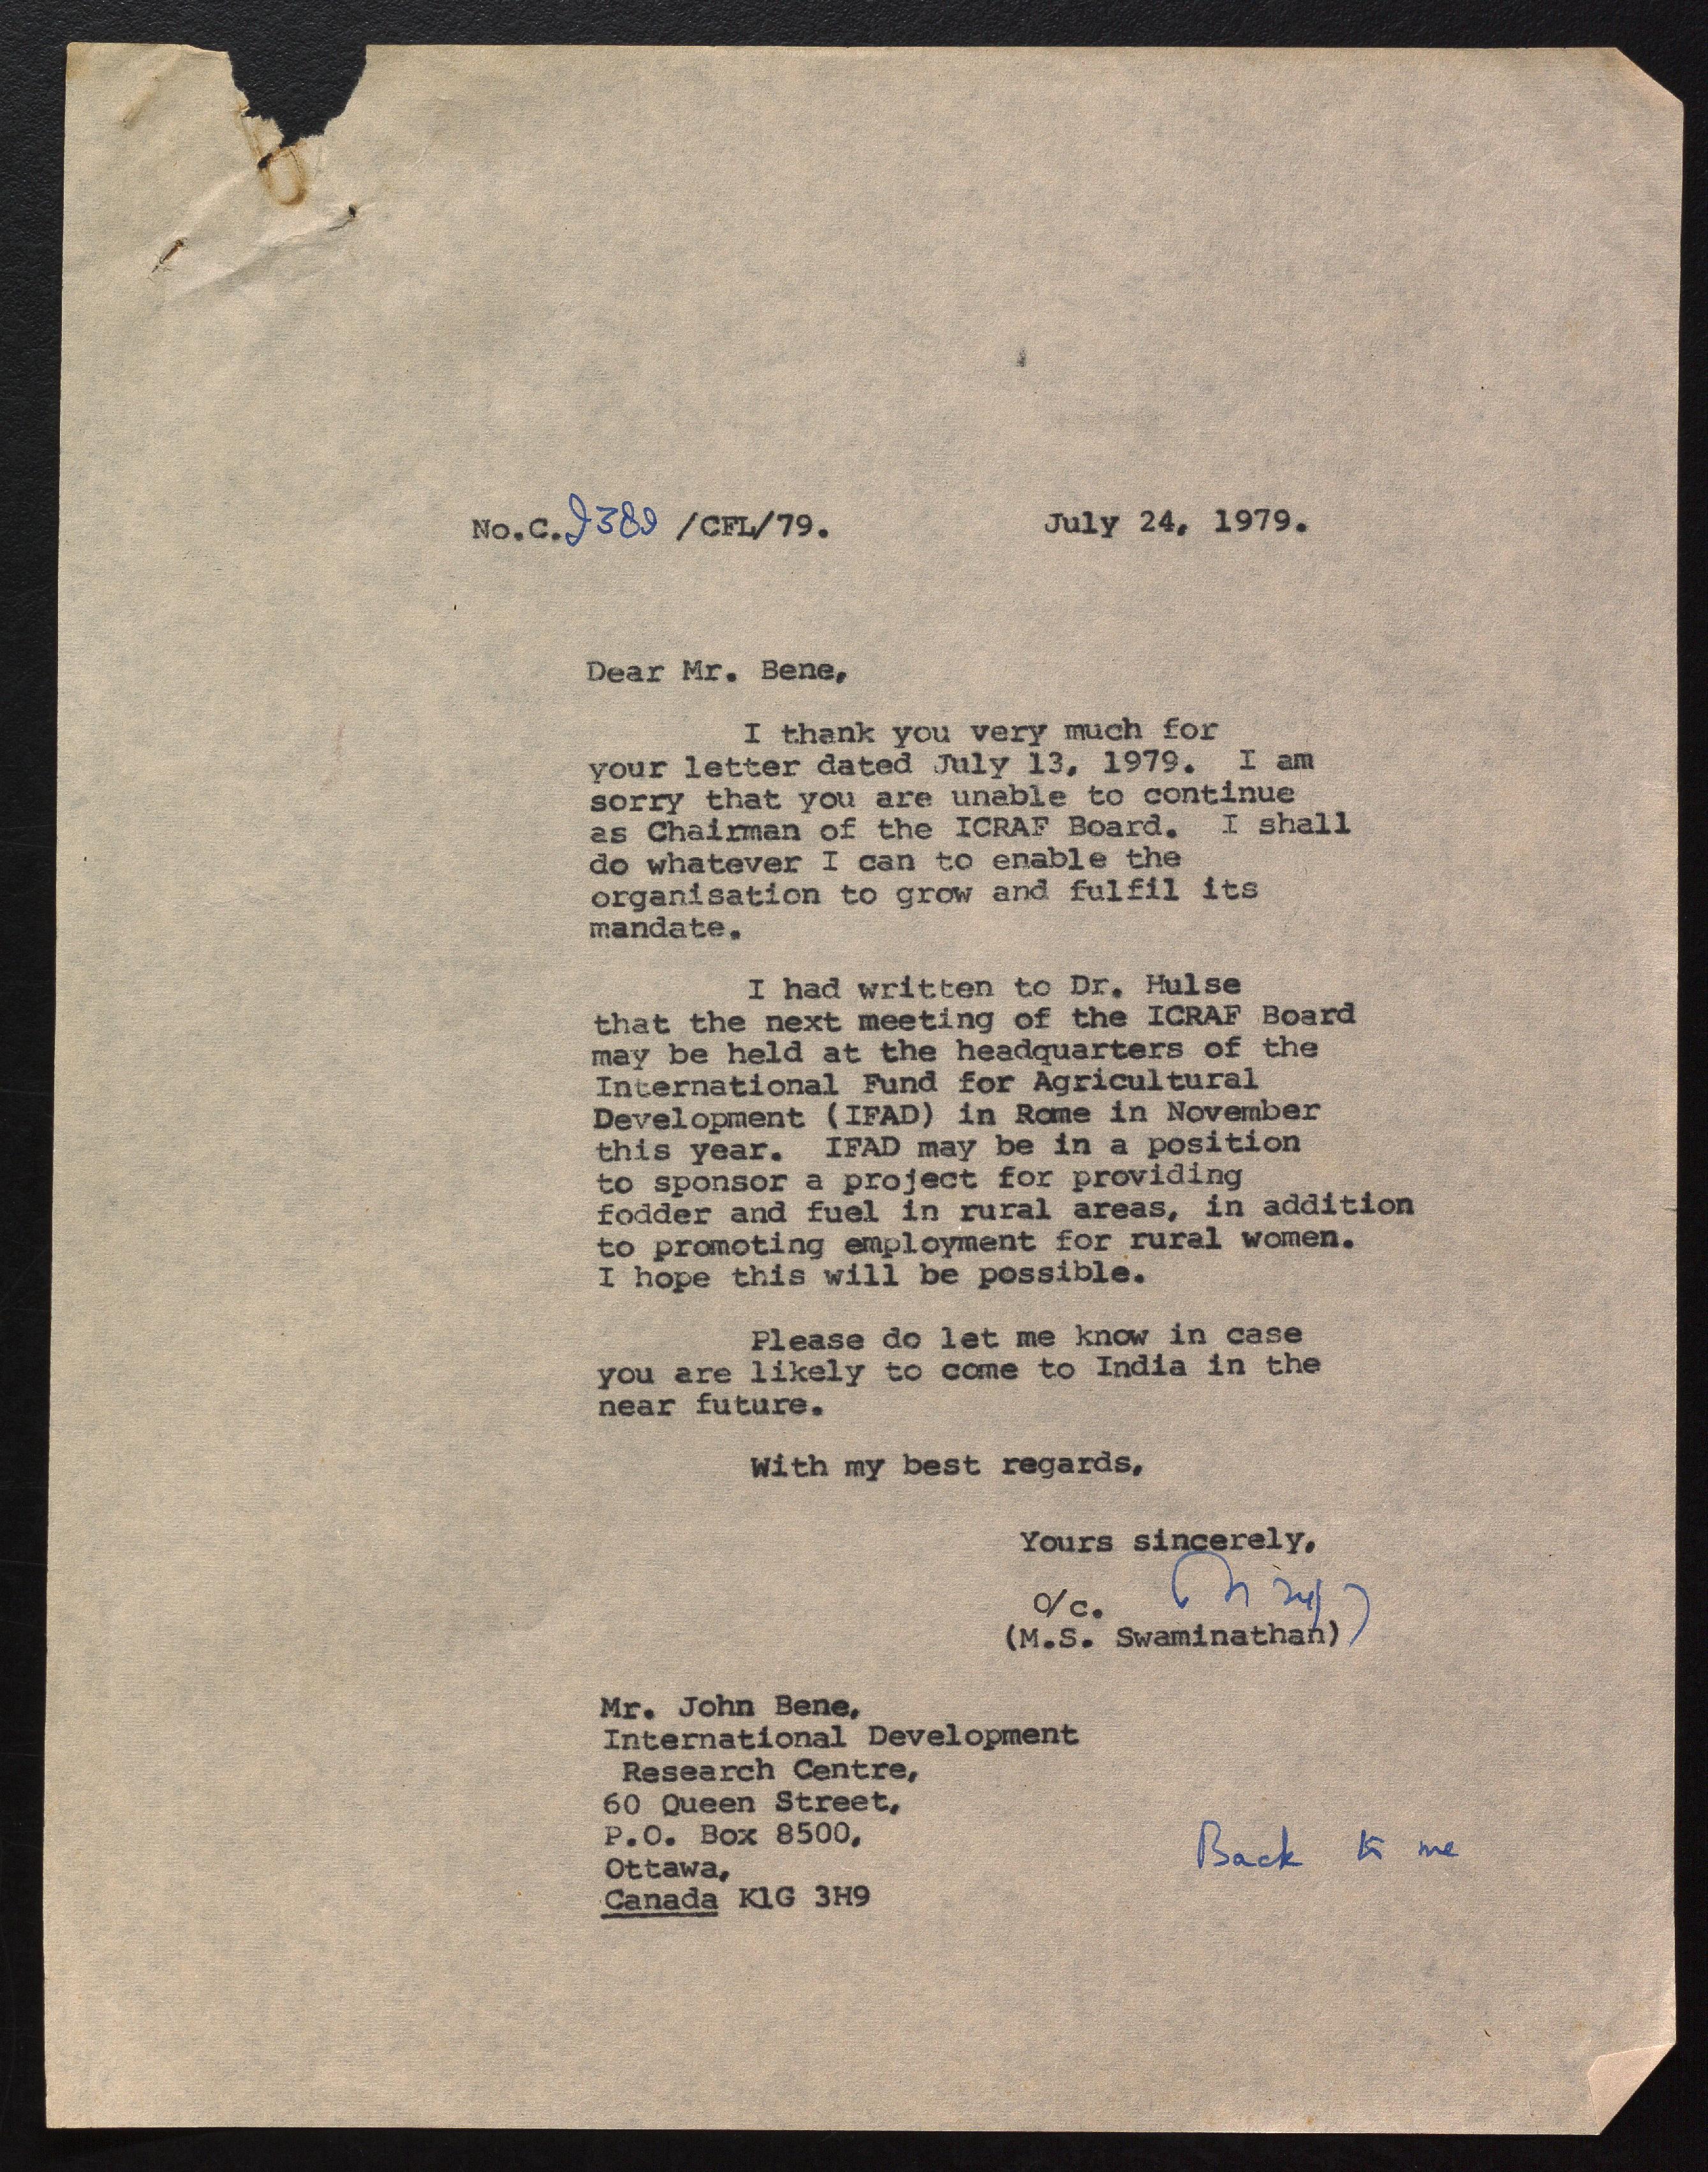 No.C.2389 /CFL/79. July 24, 1979.
Dear Mr. Bene,
I thank you very much for
your letter dated July 13, 1979. I am
sorry that you are unable to continue
as Chairman of the ICRAF Board. I shall
do whatever I can to enable the
organisation to grow and fulfil its
mandate.
I had written to Dr. Hulse
that the next meeting of the ICRAF Board
may be held at the headquarters of the
International Fund for Agricultural
Development (IFAD) in Rome in November
this year. IFAD may be in a position
to sponsor a project for providing
fodder and fuel in rural areas, in addition
to promoting employment for rural women.
I hope this will be possible.
Please do let me know in case
you are likely to come to India in the
near future.
With my best regards,
Yours sincerely,
O/c.
(M.S. Swaminathan)
Mr. John Bene,
International Development
Research Centre,
60 Queen Street,
P.O. Box 8500,
Ottawa,
Canada K1G 3H9
Back to me